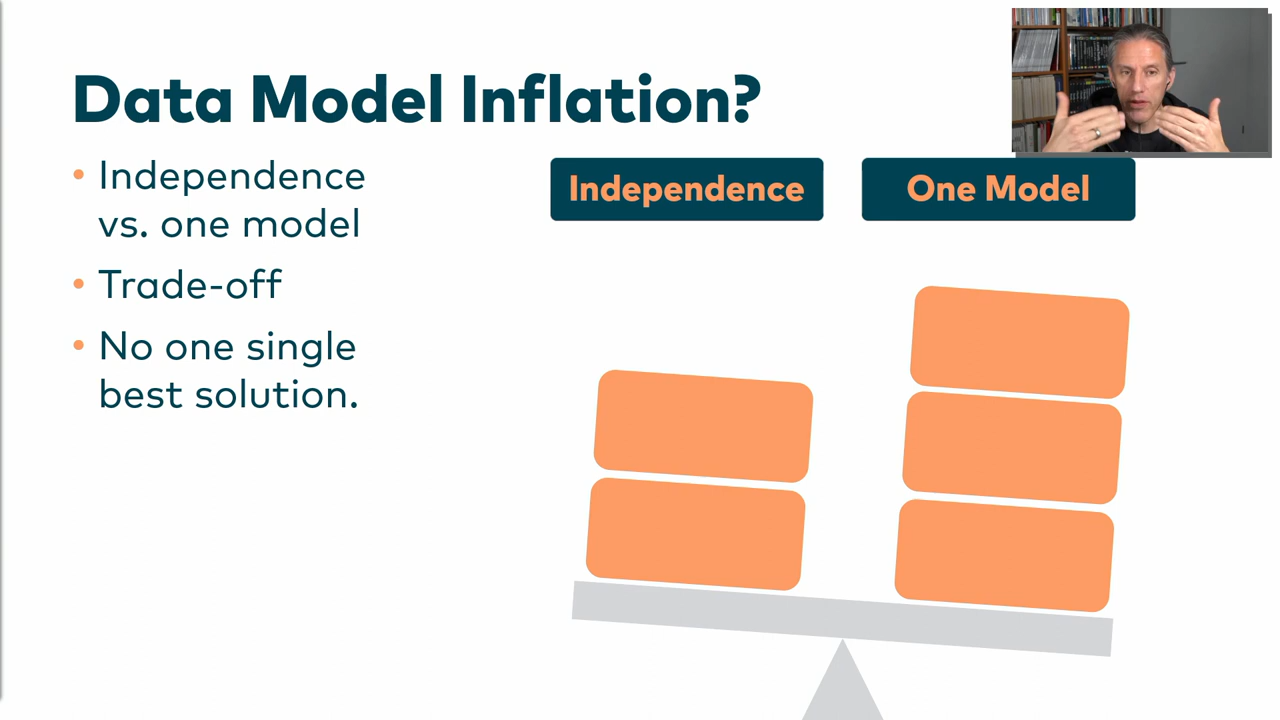 Data Model Inflation?
• Independence
vs. one model
• Trade-off
• No one single
best solution.
Independence
One Model